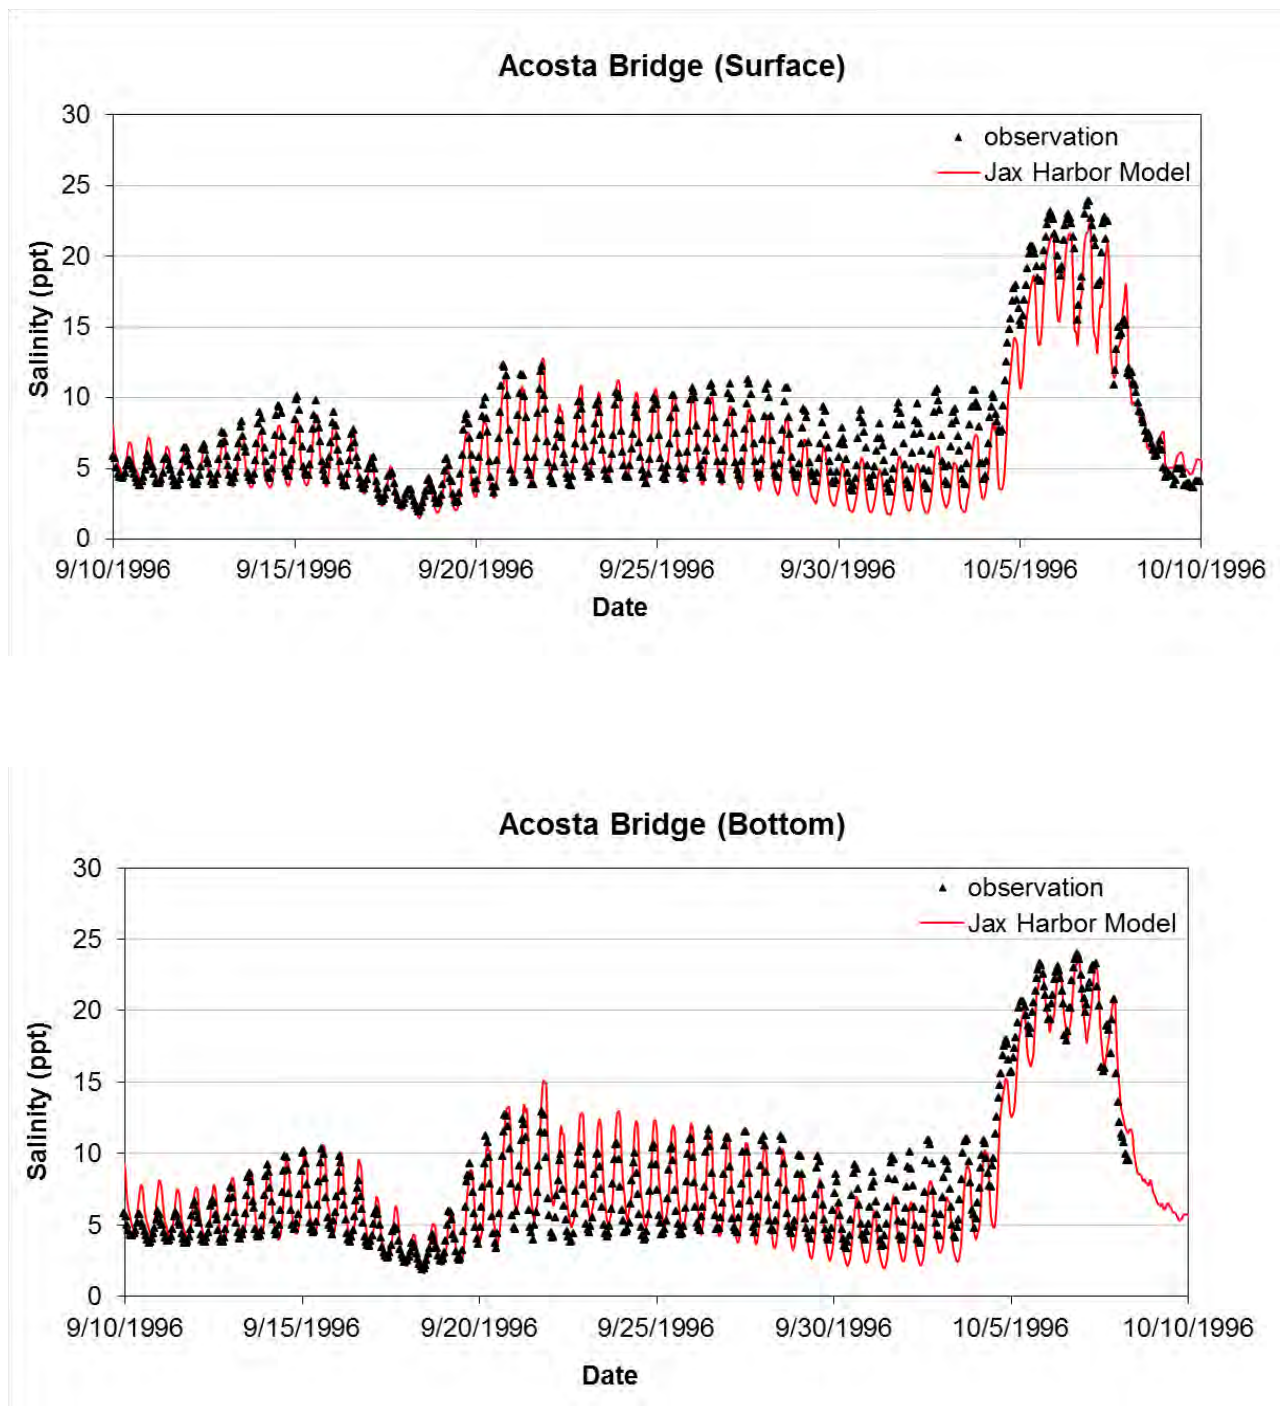 Acosta Bridge (Surface)
30
25
20
15
10
5
0
Salinity (ppt)
observation
Jax Harbor Model
9/10/1996 9/15/1996 9/20/1996 9/25/1996 9/30/1996 10/5/1996 10/10/1996
Date
Acosta Bridge (Bottom)
30
25
20
15
10
5
0
Salinity (ppt)
observation
Jax Harbor Model
9/10/1996 9/15/1996 9/20/1996 9/25/1996 9/30/1996 10/5/1996 10/10/1996
Date